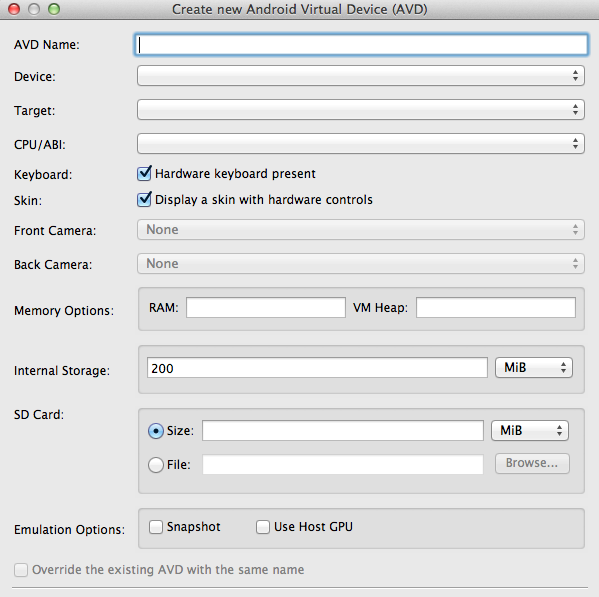 Create new Android Virtual Device (AVD)
AVD Name:
Device:
Target:
CPU/ABI:
Keyboard: Hardware keyboard present
Skin: Display a skin with hardware controls
Front Camera: None
Back Camera: None
Memory Options: RAM: VM Heap:
Internal Storage: 200 MiB
SD Card:
Size: MiB
File: Browse...
Emulation Options: Snapshot Use Host GPU
Override the existing AVD with the same name